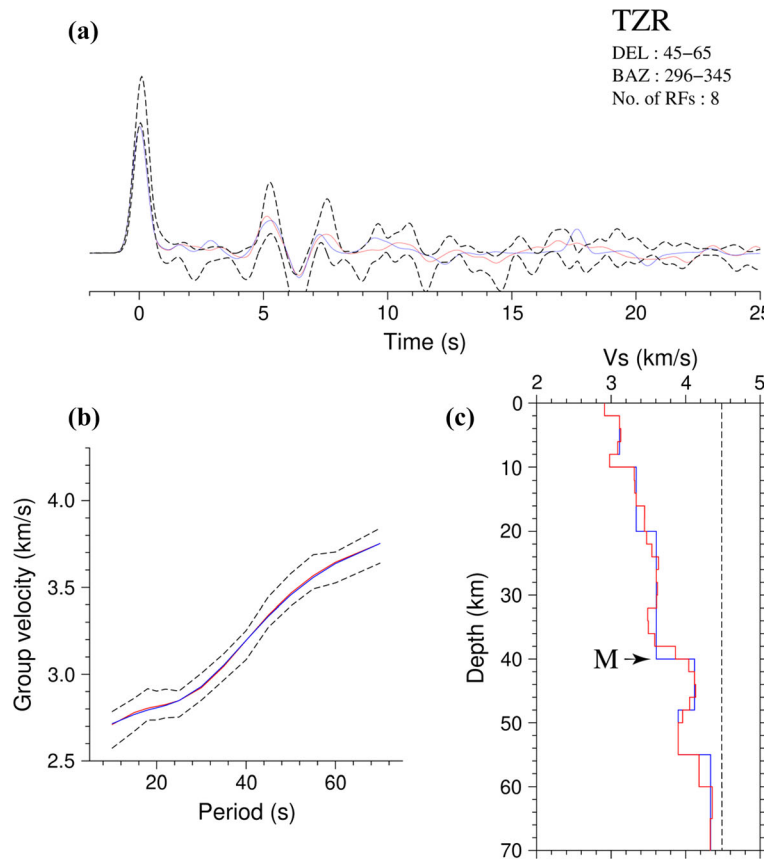 (a)
TZR
DEL : 45–65
BAZ : 296–345
No. of RFs : 8
0 5 10 15 20 25
Time (s)
(b)
4.0
3.5
3.0
2.5
Group velocity (km/s)
20 40 60
Period (s)
Vs (km/s)
2 3 4 5
(c)
0
10
20
30
40
50
60
70
Depth (km)
M